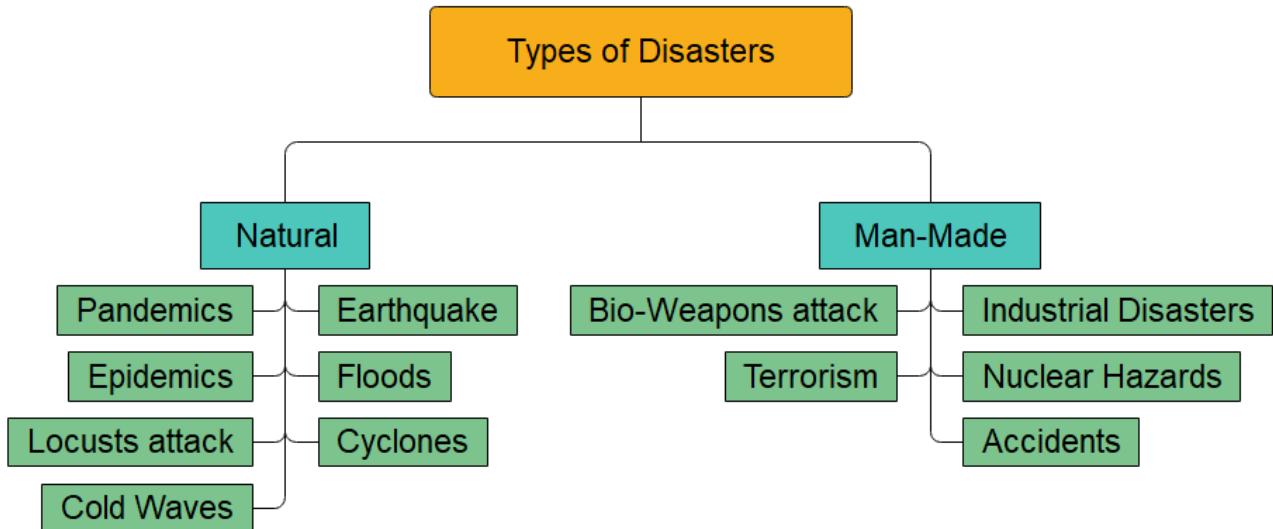 Types of Disasters
Natural
Man-Made
Pandemics
Earthquake
Epidemics
Floods
Locusts attack
Cyclones
Cold Waves
Bio-Weapons attack
Industrial Disasters
Terrorism
Nuclear Hazards
Accidents